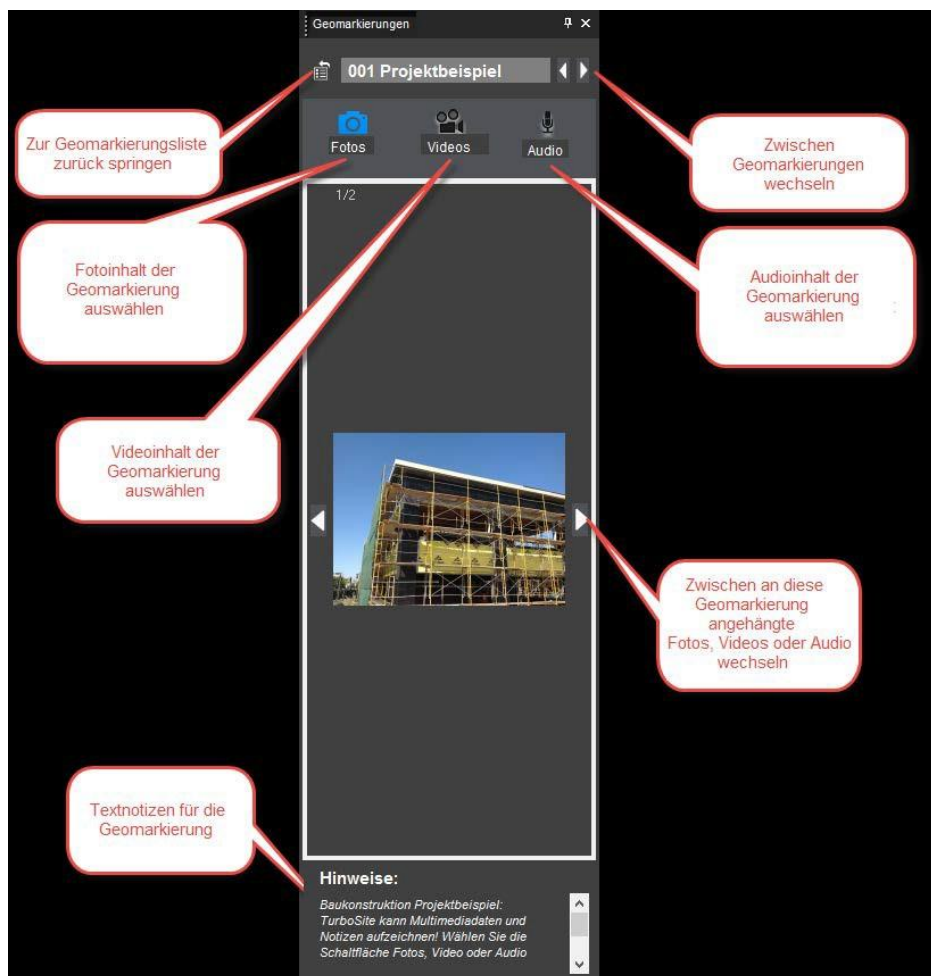 Geomarkierungen
001 Projektbeispiel
Fotos
Videos
Audio
Zur Geomarkierungsliste
zurück springen
Zwischen
Geomarkierungen
wechseln
1/2
Fotoinhalt der
Geomarkierung
auswählen
Audioinhalt der
Geomarkierung
auswählen
Videoinhalt der
Geomarkierung
auswählen
Zwischen an diese
Geomarkierung
angehängte
Fotos, Videos oder Audio
wechseln
Textnotizen für die
Geomarkierung
Hinweise:
Baukonstruktion Projektbeispiel:
TurboSite kann Multimediadaten und
Notizen aufzeichnen! Wählen Sie die
Schaltfläche Fotos, Video oder Audio